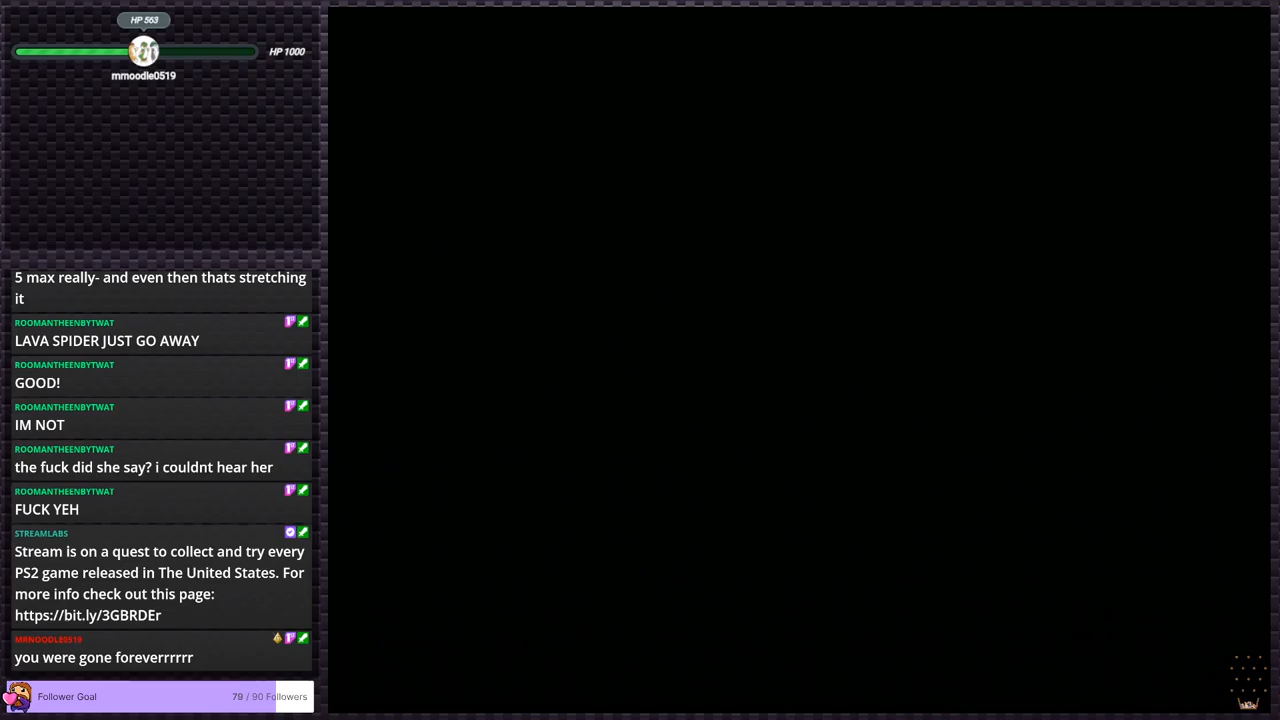 HP 563
HP 1000
mrnoodle0519
5 max really- and even then thats stretching
it
ROOMANTHEENBYTWAT
LAVA SPIDER JUST GO AWAY
ROOMANTHEENBYTWAT
GOOD!
ROOMANTHEENBYTWAT
IM NOT
ROOMANTHEENBYTWAT
the fuck did she say? i couldnt hear her
ROOMANTHEENBYTWAT
FUCK YEH
STREAMLABS
Stream is on a quest to collect and try every
PS2 game released in The United States. For
more info check out this page:
https://bit.ly/3GBRDEr
MRNOODLE0519
you were gone foreverrrrrr
Follower Goal
79 / 90 Followers